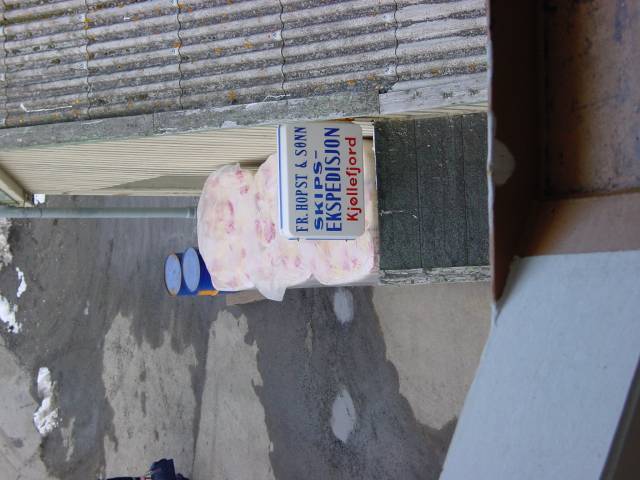 FR. HOPST & SØNN
SKIPS-
EKSPEDISJON
Kjøllefjord